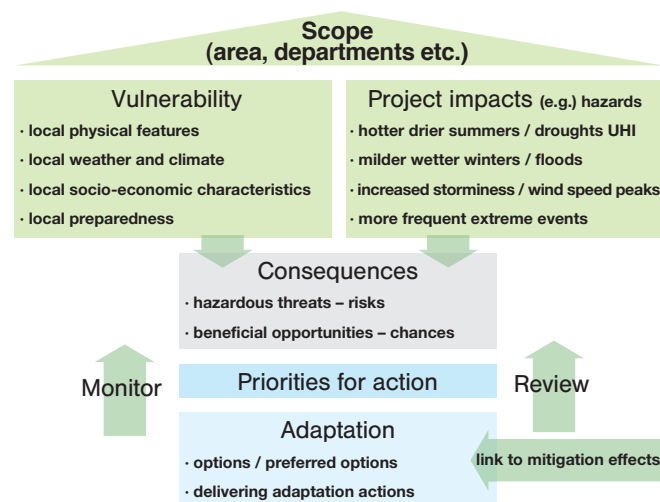 Scope
(area, departments etc.)
Vulnerability
· local physical features
· local weather and climate
· local socio-economic characteristics
· local preparedness
Project impacts (e.g.) hazards
· hotter drier summers / droughts UHI
· milder wetter winters / floods
· increased storminess / wind speed peaks
· more frequent extreme events
Consequences
· hazardous threats – risks
· beneficial opportunities – chances
Monitor
Priorities for action
Review
Adaptation
· options / preferred options
· delivering adaptation actions
link to mitigation effects